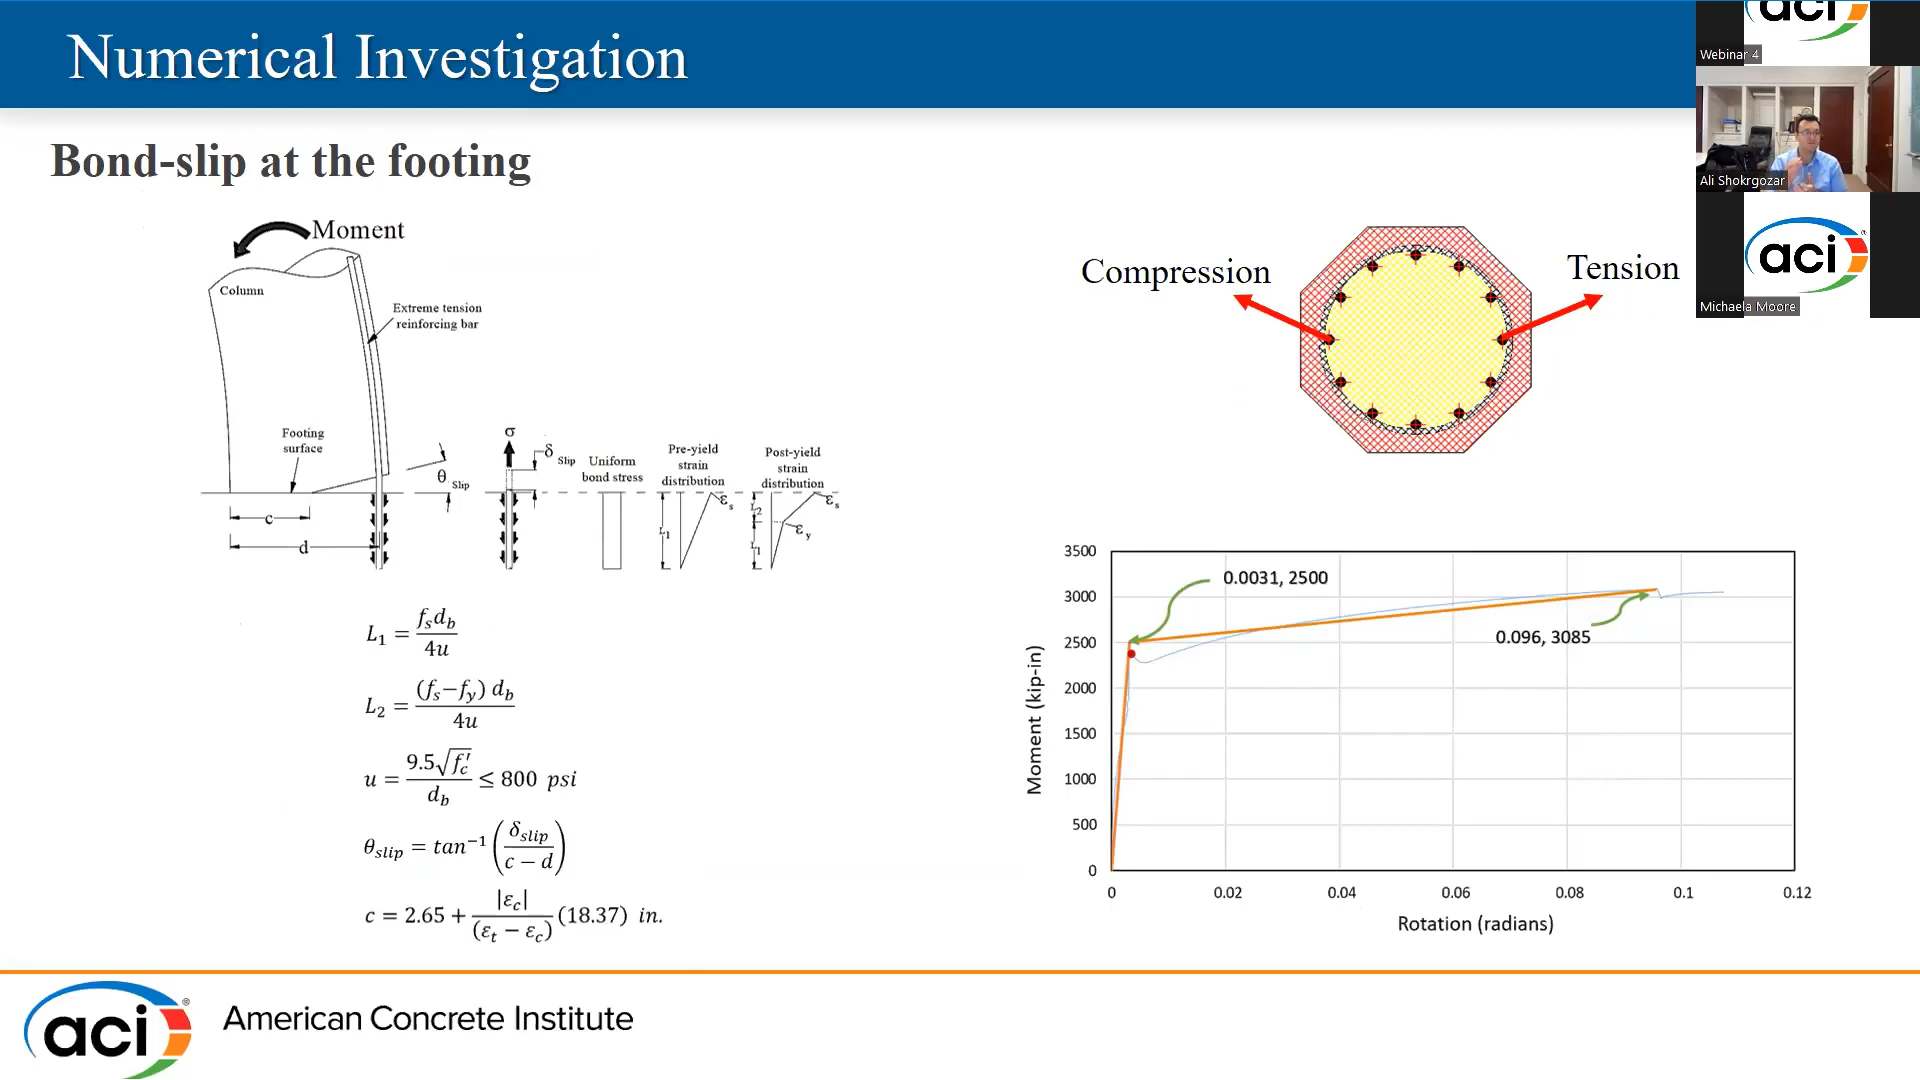 Numerical Investigation
Bond-slip at the footing
Moment
Column
Extreme tension
reinforcing bar
Footing
surface
θ Slip
c
d
σ
δ Slip
Uniform
bond stress
Pre-yield
strain
distribution
Post-yield
strain
distribution
εs
L1
L2
εs
εy
L1
L₁ = f_s d_b / 4u
L₂ = (f_s−f_y) d_b / 4u
u = 9.5√f′_c / d_b ≤ 800 psi
θ_slip = tan⁻¹(δ_slip / c − d)
c = 2.65 + |ε_c| / (ε_t − ε_c) (18.37) in.
Compression
Tension
Moment (kip-in)
3500
3000
2500
2000
1500
1000
500
0
0.0031, 2500
0.096, 3085
0 0.02 0.04 0.06 0.08 0.1 0.12
Rotation (radians)
aci
Webinar 4
Ali Shokrgozar
aci®
Michaela Moore
aci®
American Concrete Institute